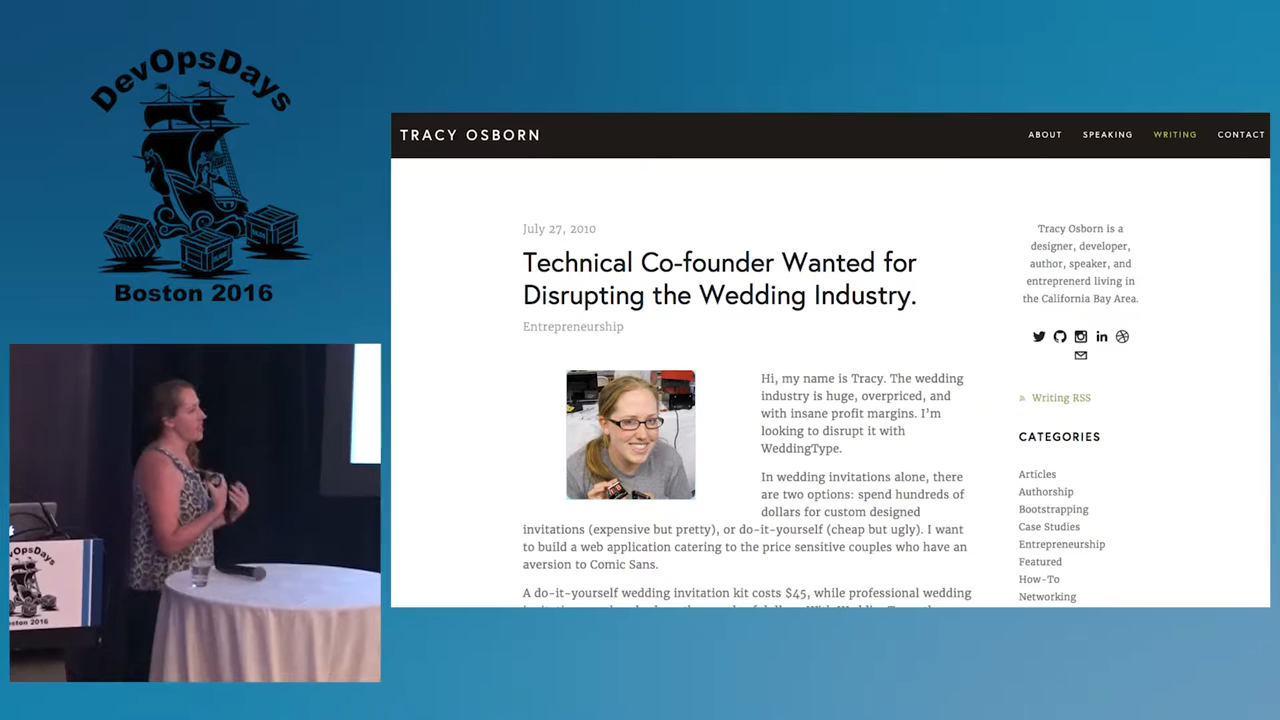 DevOpsDays
Boston 2016
TRACY OSBORN
ABOUT
SPEAKING
WRITING
CONTACT
July 27, 2010
Technical Co-founder Wanted for
Disrupting the Wedding Industry.
Entrepreneurship
Hi, my name is Tracy. The wedding
industry is huge, overpriced, and
with insane profit margins. I'm
looking to disrupt it with
WeddingType.
In wedding invitations alone, there
are two options: spend hundreds of
dollars for custom designed
invitations (expensive but pretty), or do-it-yourself (cheap but ugly). I want
to build a web application catering to the price sensitive couples who have an
aversion to Comic Sans.
A do-it-yourself wedding invitation kit costs $45, while professional wedding
Tracy Osborn is a
designer, developer,
author, speaker, and
entreprenerd living in
the California Bay Area.
Writing RSS
CATEGORIES
Articles
Authorship
Bootstrapping
Case Studies
Entrepreneurship
Featured
How-To
Networking
vOpsDays
oston 2016